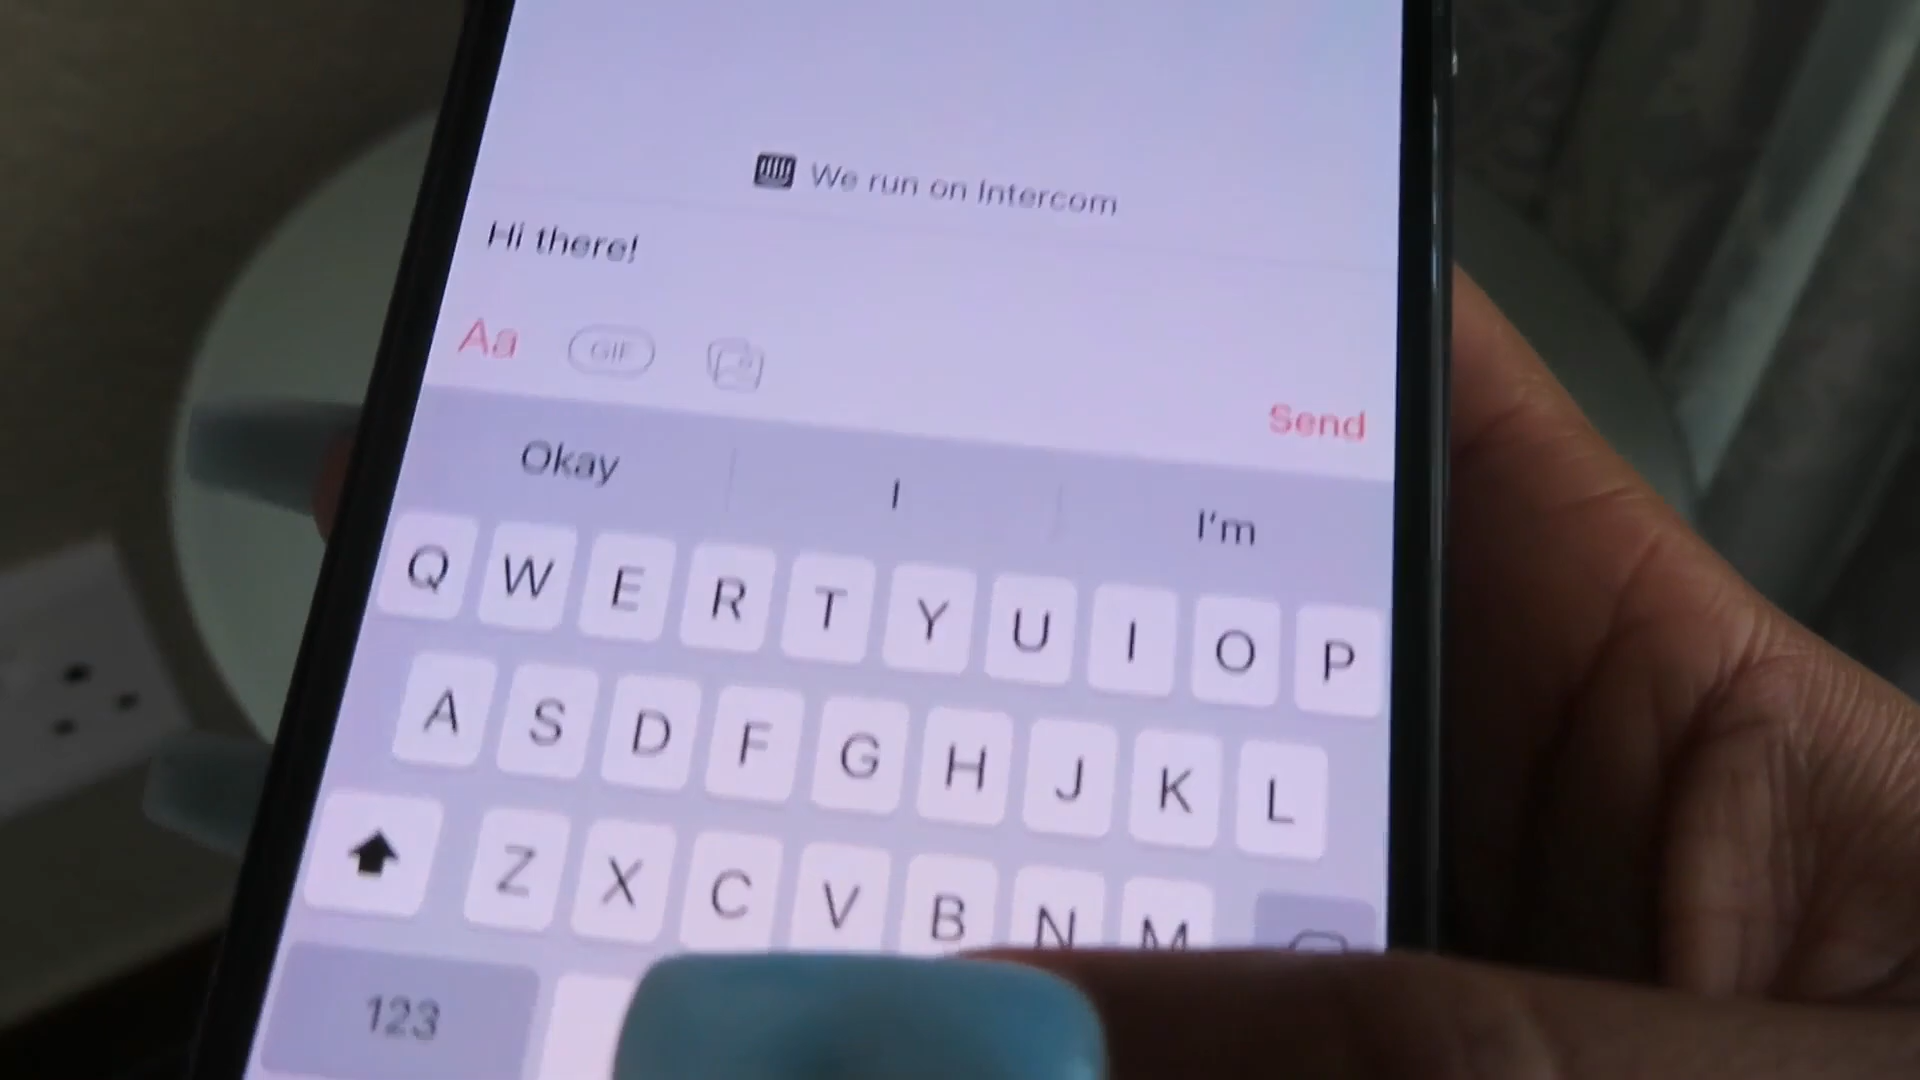 We run on Intercom
Hi there!
Aa GIF
Send
Okay I I'm
Q W E R T Y U I O P
A S D F G H J K L
Z X C V B N M
123